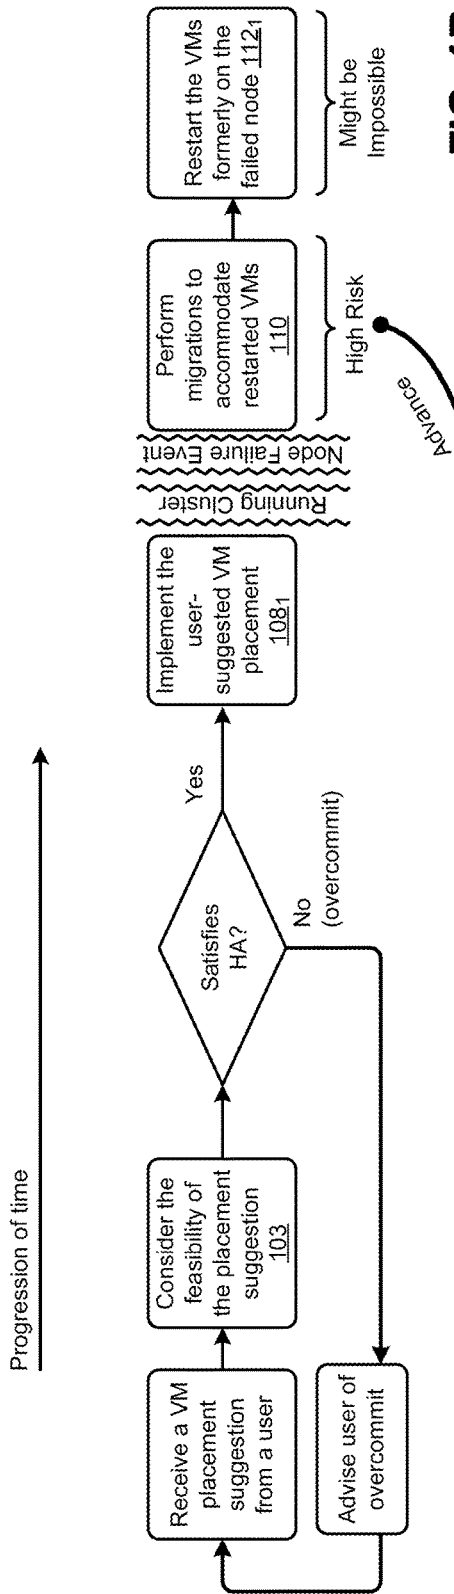 Progression of time
Receive a VM
placement
suggestion
from a user
Consider the
feasibility of
the placement
suggestion
103
Satisfies
HA?
Yes
No
(overcommit)
Advise user of
overcommit
Implement the
user-
suggested VM
placement
108₁
Running Cluster
Node Failure Event
Perform
migrations to
accommodate
restarted VMs
110
High Risk
Advance
Restart the VMs
formerly on the
failed node 112₁
Might be
Impossible